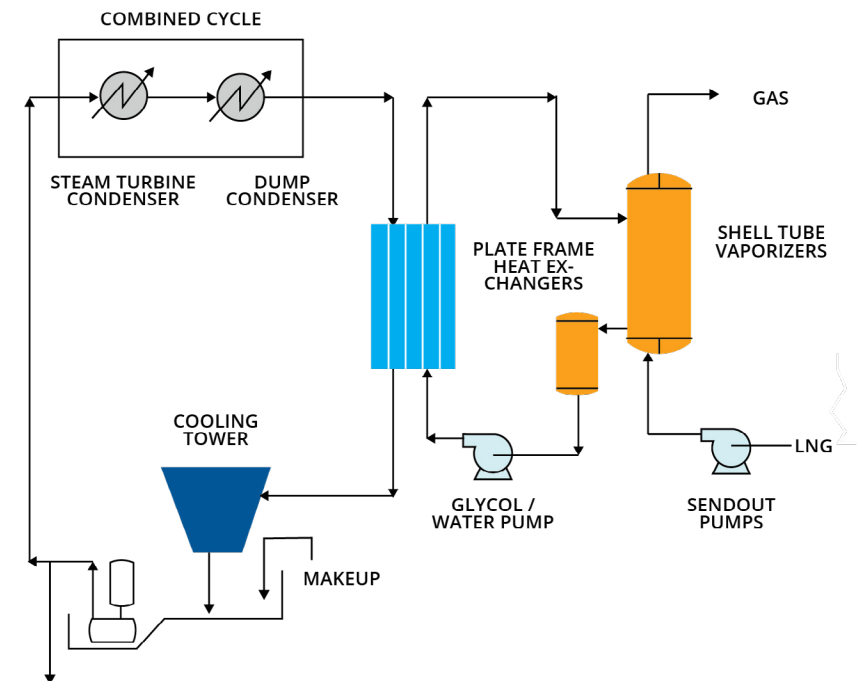 COMBINED CYCLE
STEAM TURBINE
CONDENSER
DUMP
CONDENSER
GAS
PLATE FRAME
HEAT EX-
CHANGERS
SHELL TUBE
VAPORIZERS
COOLING
TOWER
LNG
GLYCOL /
WATER PUMP
SENDOUT
PUMPS
MAKEUP